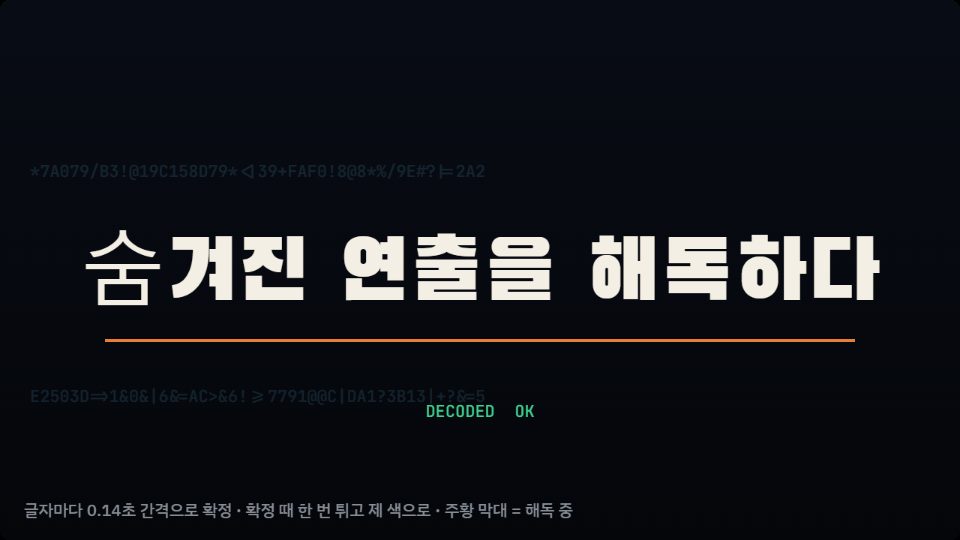 *7A079/B3!@19C158D79*<|39+FAF0!8@8*%/9E#?|=2A2
숨겨진 연출을 해독하다
E2503D=>1&0&|6&=AC>&6!>=7791@@C|DA1?3B13|+?&=5
DECODED OK
글자마다 0.14초 간격으로 확정 · 확정 때 한 번 튀고 제 색으로 · 주황 막대 = 해독 중